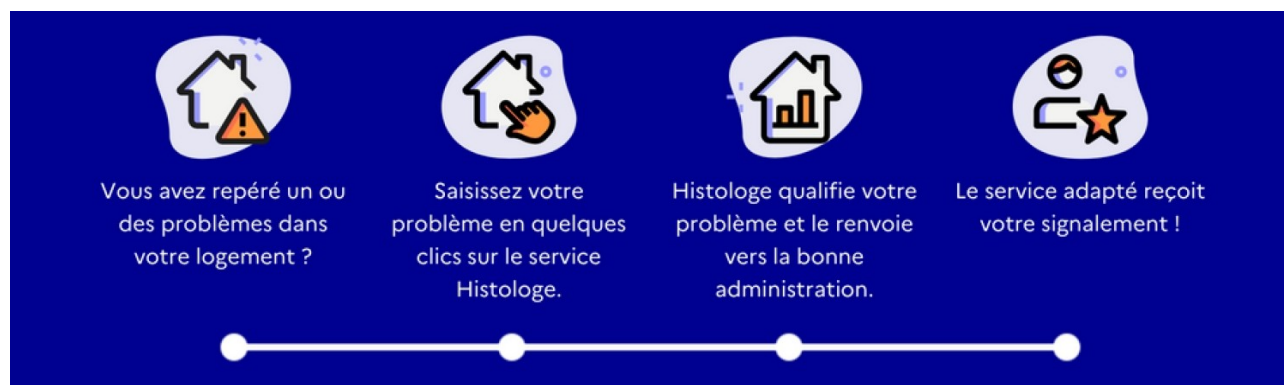 Vous avez repéré un ou
des problèmes dans
votre logement ?
Saisissez votre
problème en quelques
clics sur le service
Histologe.
Histologe qualifie votre
problème et le renvoie
vers la bonne
administration.
Le service adapté reçoit
votre signalement !